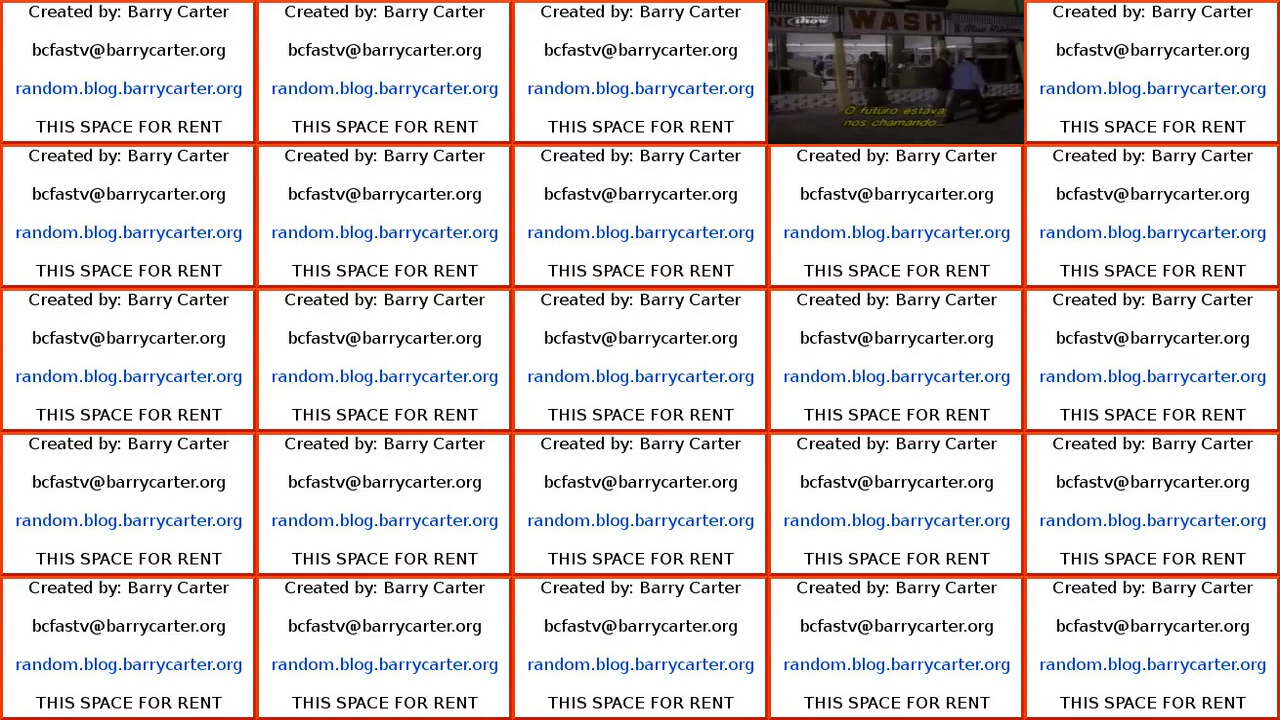 Created by: Barry Carter
bcfastv@barrycarter.org
random.blog.barrycarter.org
THIS SPACE FOR RENT
Created by: Barry Carter
bcfastv@barrycarter.org
random.blog.barrycarter.org
THIS SPACE FOR RENT
Created by: Barry Carter
bcfastv@barrycarter.org
random.blog.barrycarter.org
THIS SPACE FOR RENT
show
WASH
O futuro estava
nos chamando...
Created by: Barry Carter
bcfastv@barrycarter.org
random.blog.barrycarter.org
THIS SPACE FOR RENT
Created by: Barry Carter
bcfastv@barrycarter.org
random.blog.barrycarter.org
THIS SPACE FOR RENT
Created by: Barry Carter
bcfastv@barrycarter.org
random.blog.barrycarter.org
THIS SPACE FOR RENT
Created by: Barry Carter
bcfastv@barrycarter.org
random.blog.barrycarter.org
THIS SPACE FOR RENT
Created by: Barry Carter
bcfastv@barrycarter.org
random.blog.barrycarter.org
THIS SPACE FOR RENT
Created by: Barry Carter
bcfastv@barrycarter.org
random.blog.barrycarter.org
THIS SPACE FOR RENT
Created by: Barry Carter
bcfastv@barrycarter.org
random.blog.barrycarter.org
THIS SPACE FOR RENT
Created by: Barry Carter
bcfastv@barrycarter.org
random.blog.barrycarter.org
THIS SPACE FOR RENT
Created by: Barry Carter
bcfastv@barrycarter.org
random.blog.barrycarter.org
THIS SPACE FOR RENT
Created by: Barry Carter
bcfastv@barrycarter.org
random.blog.barrycarter.org
THIS SPACE FOR RENT
Created by: Barry Carter
bcfastv@barrycarter.org
random.blog.barrycarter.org
THIS SPACE FOR RENT
Created by: Barry Carter
bcfastv@barrycarter.org
random.blog.barrycarter.org
THIS SPACE FOR RENT
Created by: Barry Carter
bcfastv@barrycarter.org
random.blog.barrycarter.org
THIS SPACE FOR RENT
Created by: Barry Carter
bcfastv@barrycarter.org
random.blog.barrycarter.org
THIS SPACE FOR RENT
Created by: Barry Carter
bcfastv@barrycarter.org
random.blog.barrycarter.org
THIS SPACE FOR RENT
Created by: Barry Carter
bcfastv@barrycarter.org
random.blog.barrycarter.org
THIS SPACE FOR RENT
Created by: Barry Carter
bcfastv@barrycarter.org
random.blog.barrycarter.org
THIS SPACE FOR RENT
Created by: Barry Carter
bcfastv@barrycarter.org
random.blog.barrycarter.org
THIS SPACE FOR RENT
Created by: Barry Carter
bcfastv@barrycarter.org
random.blog.barrycarter.org
THIS SPACE FOR RENT
Created by: Barry Carter
bcfastv@barrycarter.org
random.blog.barrycarter.org
THIS SPACE FOR RENT
Created by: Barry Carter
bcfastv@barrycarter.org
random.blog.barrycarter.org
THIS SPACE FOR RENT